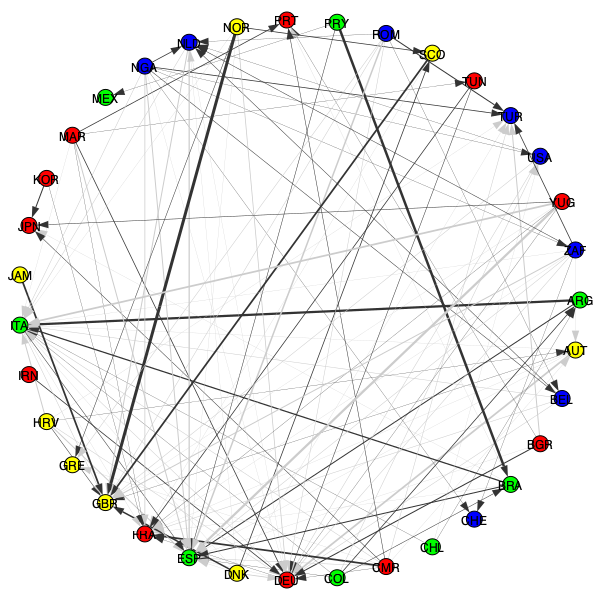 NOR
PRT
PRY
ROM
SCO
TUN
TUR
USA
YUG
ZAF
ARG
AUT
BEL
BGR
BRA
CHE
CHL
CMR
COL
DEU
DNK
ESP
FRA
GBR
GRE
HRV
IRN
ITA
JAM
JPN
KOR
MAR
MEX
NGA
NLD